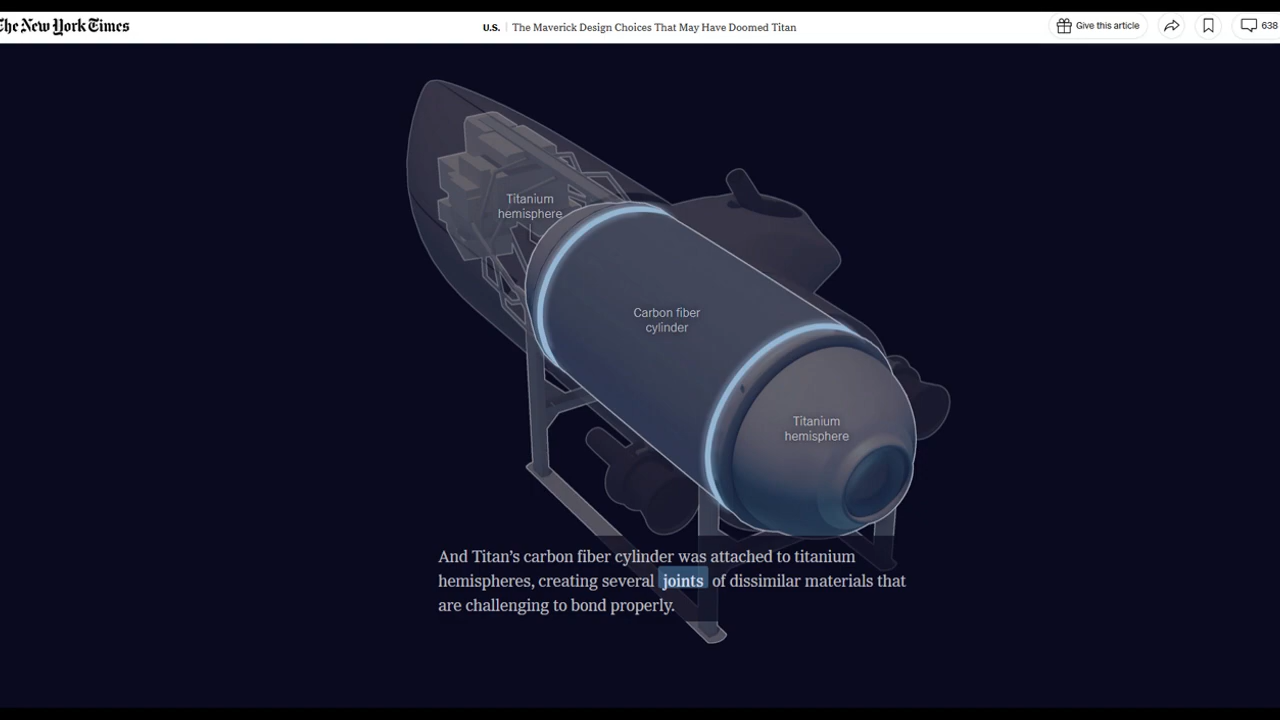 The New York Times
U.S. | The Maverick Design Choices That May Have Doomed Titan
Give this article
638
Titanium
hemisphere
Carbon fiber
cylinder
Titanium
hemisphere
And Titan’s carbon fiber cylinder was attached to titanium
hemispheres, creating several joints of dissimilar materials that
are challenging to bond properly.